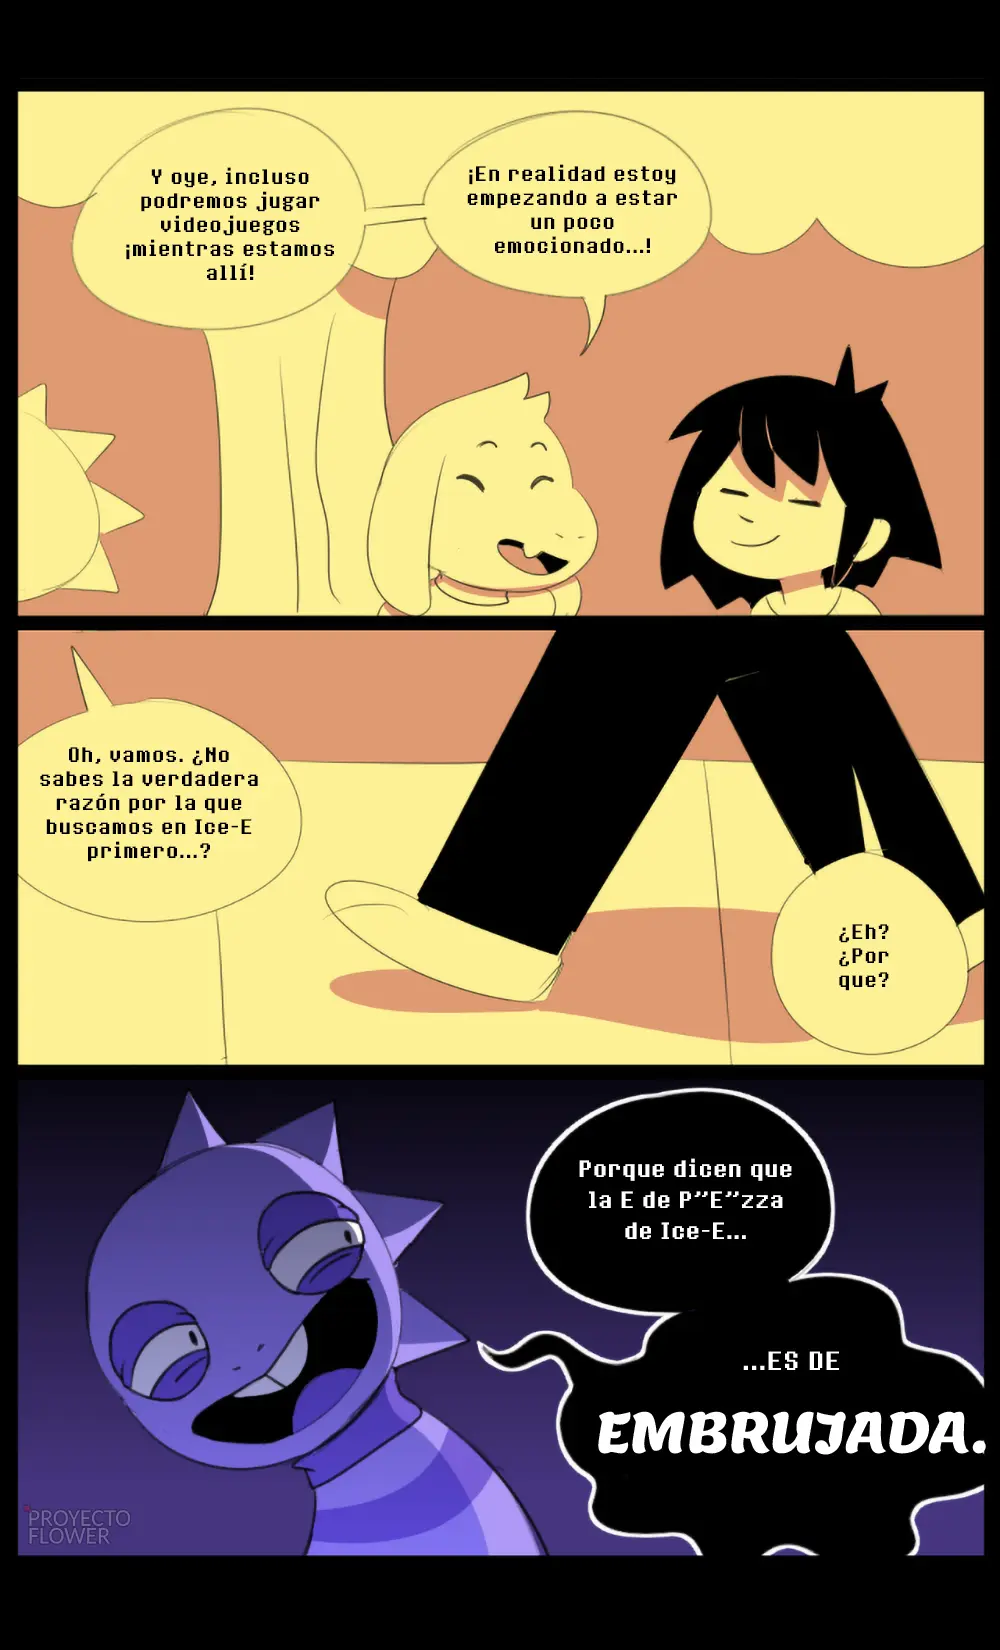 Y oye, incluso
podremos jugar
videojuegos
¡mientras estamos
allí!
¡En realidad estoy
empezando a estar
un poco
emocionado...!
Oh, vamos. ¿No
sabes la verdadera
razón por la que
buscamos en Ice-E
primero...?
¿Eh?
¿Por
que?
Porque dicen que
la E de P"E"zza
de Ice-E...
...ES DE
EMBRUJADA.
PROYECTO
FLOWER